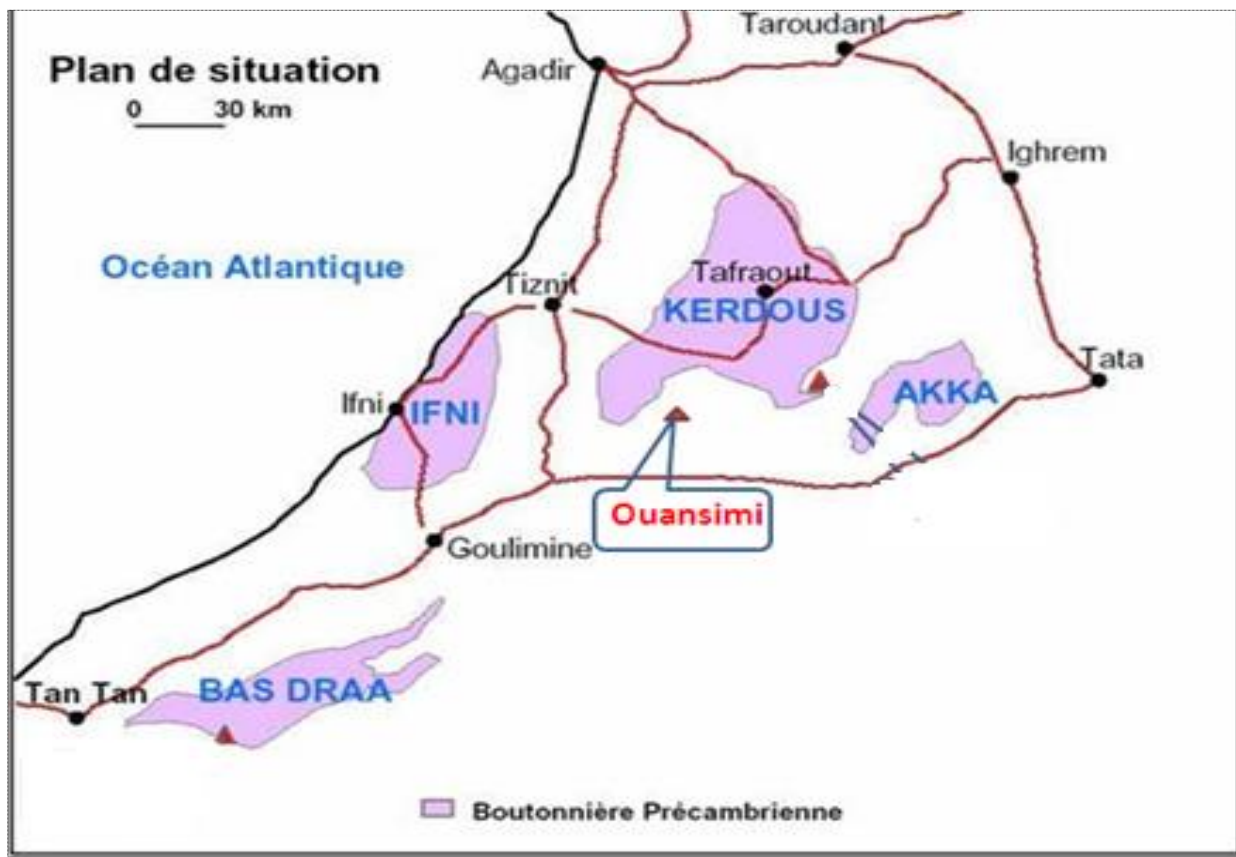 Plan de situation
0 30 km
Taroudant
Agadir
Ighrem
Océan Atlantique
Tiznit
Tafraout
KERDOUS
Tata
AKKA
Ifni
IFNI
Ouansimi
Goulimine
Tan Tan
BAS DRAA
Boutonnière Précambrienne